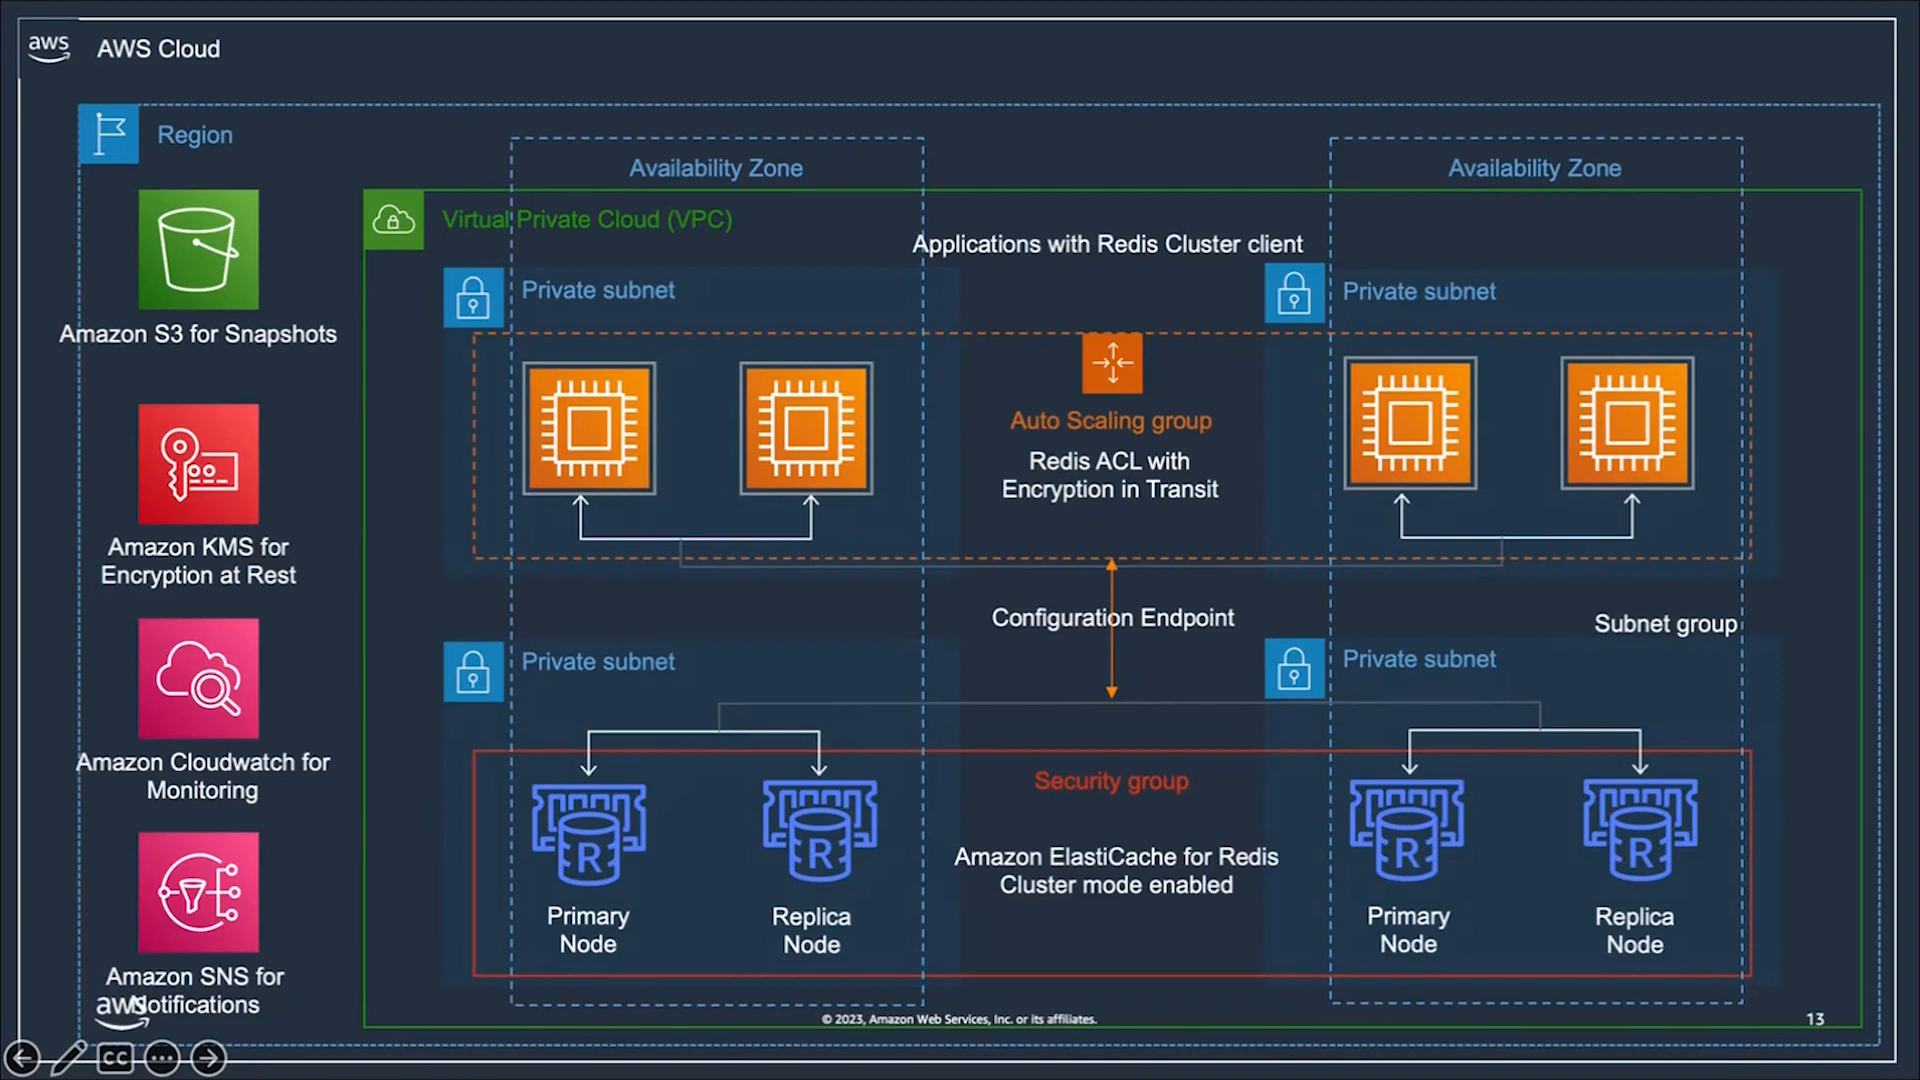 aws
AWS Cloud
Region
Availability Zone
Availability Zone
Virtual Private Cloud (VPC)
Applications with Redis Cluster client
Private subnet
Private subnet
Amazon S3 for Snapshots
Auto Scaling group
Redis ACL with
Encryption in Transit
Amazon KMS for
Encryption at Rest
Configuration Endpoint
Subnet group
Private subnet
Private subnet
Amazon Cloudwatch for
Monitoring
Security group
R
R
R
R
Amazon ElastiCache for Redis
Cluster mode enabled
Primary
Node
Replica
Node
Primary
Node
Replica
Node
Amazon SNS for
Notifications
aws
© 2023, Amazon Web Services, Inc. or its affiliates.
13
CC